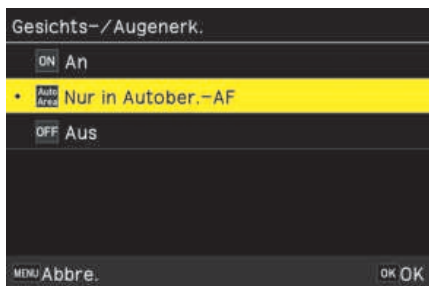 Gesichts-/Augenerk.
ON An
• Auto Area Nur in Autober.-AF
OFF Aus
MENU Abbre. OK OK